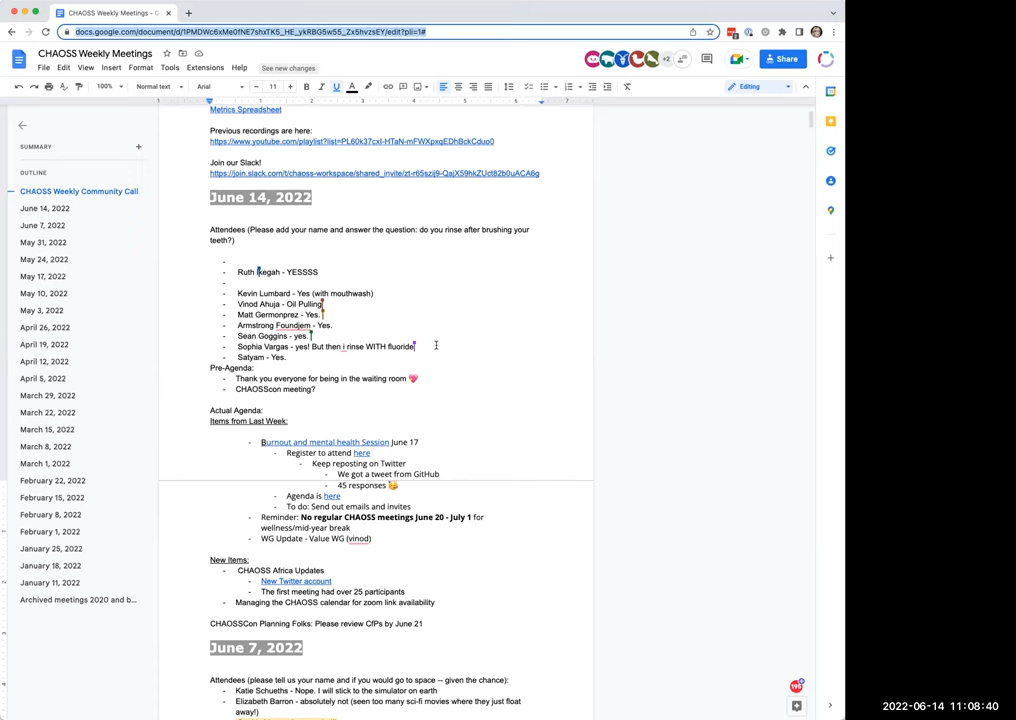 CHAOSS Weekly Meetings - G
docs.google.com/document/d/1PMDWc6xMe0fNE7shxTK5_HE_ykRBG5w55_Zx5hvzsEY/edit?pli=1#
CHAOSS Weekly Meetings
File Edit View Insert Format Tools Extensions Help See new changes
+2
Share
100% Normal text Arial 11 B I U A Editing
1 1 2 3 4 5 6 7
SUMMARY
OUTLINE
CHAOSS Weekly Community Call
June 14, 2022
June 7, 2022
May 31, 2022
May 24, 2022
May 17, 2022
May 10, 2022
May 3, 2022
April 26, 2022
April 19, 2022
April 12, 2022
April 5, 2022
March 29, 2022
March 22, 2022
March 15, 2022
March 8, 2022
March 1, 2022
February 22, 2022
February 15, 2022
February 8, 2022
February 1, 2022
January 25, 2022
January 18, 2022
January 11, 2022
Archived meetings 2020 and b...
Metrics Spreadsheet
Previous recordings are here:
https://www.youtube.com/playlist?list=PL60k37cxI-HTaN-mFWXpxqEDhBckCduo0
Join our Slack!
https://join.slack.com/t/chaoss-workspace/shared_invite/zt-r65szij9-QajX59hkZUct82b0uACA6g
June 14, 2022
Attendees (Please add your name and answer the question: do you rinse after brushing your
teeth?)
-
- Ruth Ikegah - YESSSS
-
- Kevin Lumbard - Yes (with mouthwash)
- Vinod Ahuja - Oil Pulling
- Matt Germonprez - Yes.
- Armstrong Foundjem - Yes.
- Sean Goggins - yes.
- Sophia Vargas - yes! But then i rinse WITH fluoride
- Satyam - Yes.
Pre-Agenda:
- Thank you everyone for being in the waiting room 💖
- CHAOSScon meeting?
Actual Agenda:
Items from Last Week:
- Burnout and mental health Session June 17
- Register to attend here
- Keep reposting on Twitter
- We got a tweet from GitHub
- 45 responses 🥳
- Agenda is here
- To do: Send out emails and invites
- Reminder: No regular CHAOSS meetings June 20 - July 1 for
wellness/mid-year break
- WG Update - Value WG (vinod)
New Items:
- CHAOSS Africa Updates
- New Twitter account
- The first meeting had over 25 participants
- Managing the CHAOSS calendar for zoom link availability
CHAOSSCon Planning Folks: Please review CfPs by June 21
June 7, 2022
Attendees (please tell us your name and if you would go to space -- given the chance):
- Katie Schueths - Nope. I will stick to the simulator on earth
- Elizabeth Barron - absolutely not (seen too many sci-fi movies where they just float
away!)
2022-06-14 11:08:40